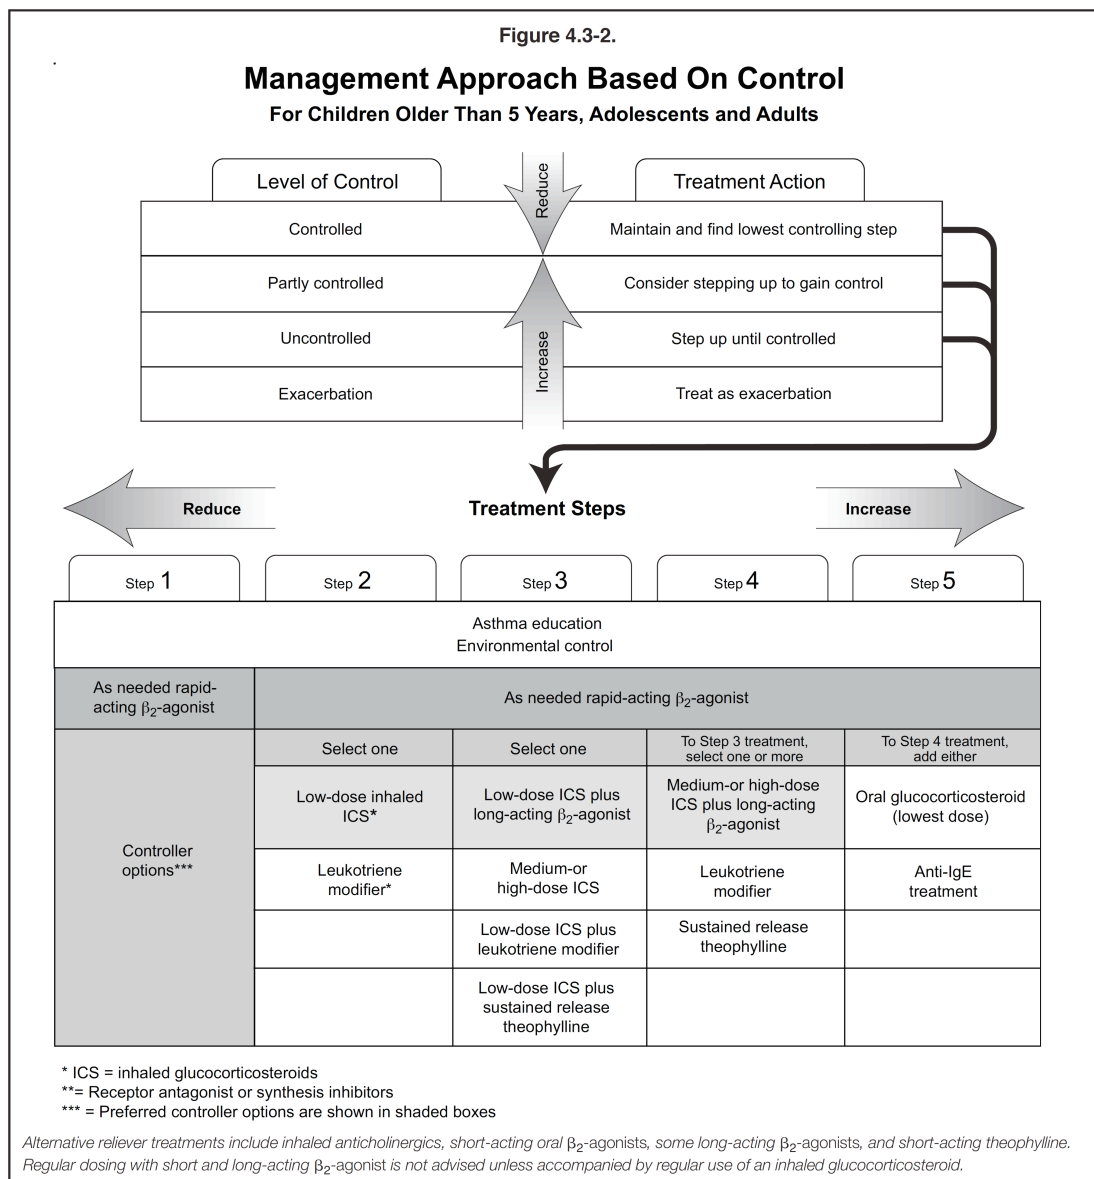 Figure 4.3-2.
Management Approach Based On Control
For Children Older Than 5 Years, Adolescents and Adults
Level of Control
Reduce
Treatment Action
Controlled
Maintain and find lowest controlling step
Partly controlled
Consider stepping up to gain control
Uncontrolled
Increase
Step up until controlled
Exacerbation
Treat as exacerbation
Reduce
Treatment Steps
Increase
Step 1
Step 2
Step 3
Step 4
Step 5
Asthma education
Environmental control
As needed rapid-
acting β2-agonist
As needed rapid-acting β2-agonist
Controller
options***
Select one
Select one
To Step 3 treatment,
select one or more
To Step 4 treatment,
add either
Low-dose inhaled
ICS*
Low-dose ICS plus
long-acting β2-agonist
Medium-or high-dose
ICS plus long-acting
β2-agonist
Oral glucocorticosteroid
(lowest dose)
Leukotriene
modifier*
Medium-or
high-dose ICS
Leukotriene
modifier
Anti-IgE
treatment
Low-dose ICS plus
leukotriene modifier
Sustained release
theophylline
Low-dose ICS plus
sustained release
theophylline
* ICS = inhaled glucocorticosteroids
**= Receptor antagonist or synthesis inhibitors
*** = Preferred controller options are shown in shaded boxes
Alternative reliever treatments include inhaled anticholinergics, short-acting oral β2-agonists, some long-acting β2-agonists, and short-acting theophylline.
Regular dosing with short and long-acting β2-agonist is not advised unless accompanied by regular use of an inhaled glucocorticosteroid.